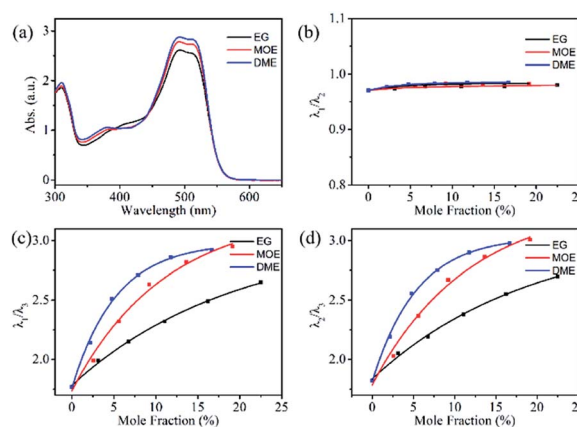 (a)
EG
MOE
DME
Abs. (a.u.)
3
2
1
0
300 400 500 600
Wavelength (nm)
(b)
EG
MOE
DME
λ1/λ2
1.2
1.1
1.0
0.9
0.8
0 5 10 15 20 25
Mole Fraction (%)
(c)
EG
MOE
DME
λ1/λ3
3.0
2.5
2.0
0 5 10 15 20 25
Mole Fraction (%)
(d)
EG
MOE
DME
λ2/λ3
3.0
2.5
2.0
0 5 10 15 20 25
Mole Fraction (%)